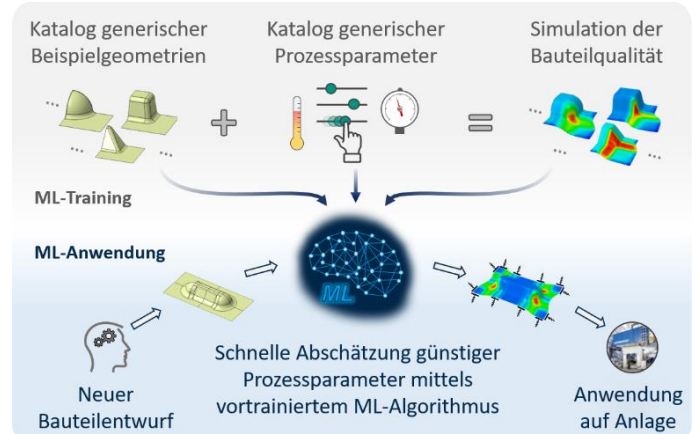 Katalog generischer
Beispielgeometrien
Katalog generischer
Prozessparameter
Simulation der
Bauteilqualität
...
+
=
...
...
...
ML-Training
ML-Anwendung
ML
Neuer
Bauteilentwurf
Schnelle Abschätzung günstiger
Prozessparameter mittels
vortrainiertem ML-Algorithmus
Anwendung
auf Anlage